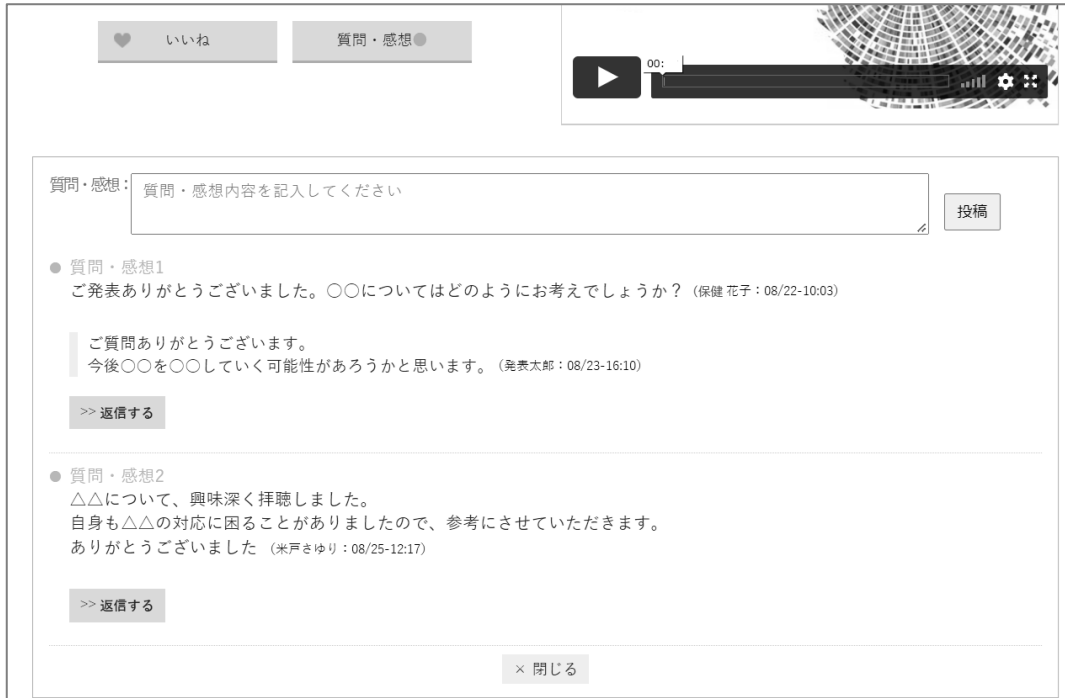 いいね
質問・感想
00:
質問・感想：
質問・感想内容を記入してください
投稿
質問・感想1
ご発表ありがとうございました。○○についてはどのようにお考えでしょうか？（保健 花子：08/22-10:03）
ご質問ありがとうございます。
今後○○を○○していく可能性があろうかと思います。（発表太郎：08/23-16:10）
>> 返信する
質問・感想2
△△について、興味深く拝聴しました。
自身も△△の対応に困ることがありましたので、参考にさせていただきます。
ありがとうございました （米戸さゆり：08/25-12:17）
>> 返信する
× 閉じる